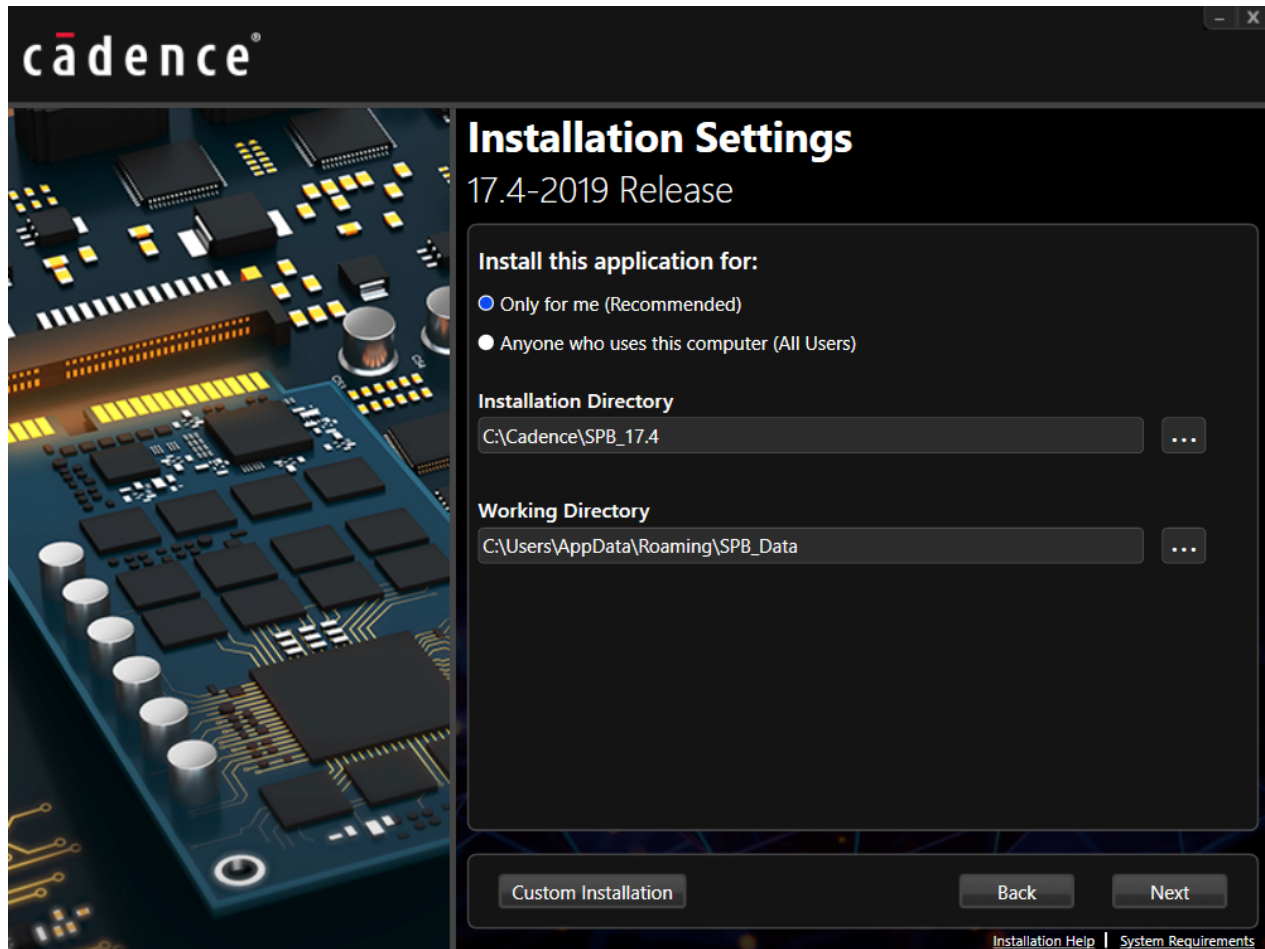 cādence®
Installation Settings
17.4-2019 Release
Install this application for:
Only for me (Recommended)
Anyone who uses this computer (All Users)
Installation Directory
C:\Cadence\SPB_17.4
...
Working Directory
C:\Users\AppData\Roaming\SPB_Data
...
Custom Installation
Back
Next
Installation Help | System Requirements